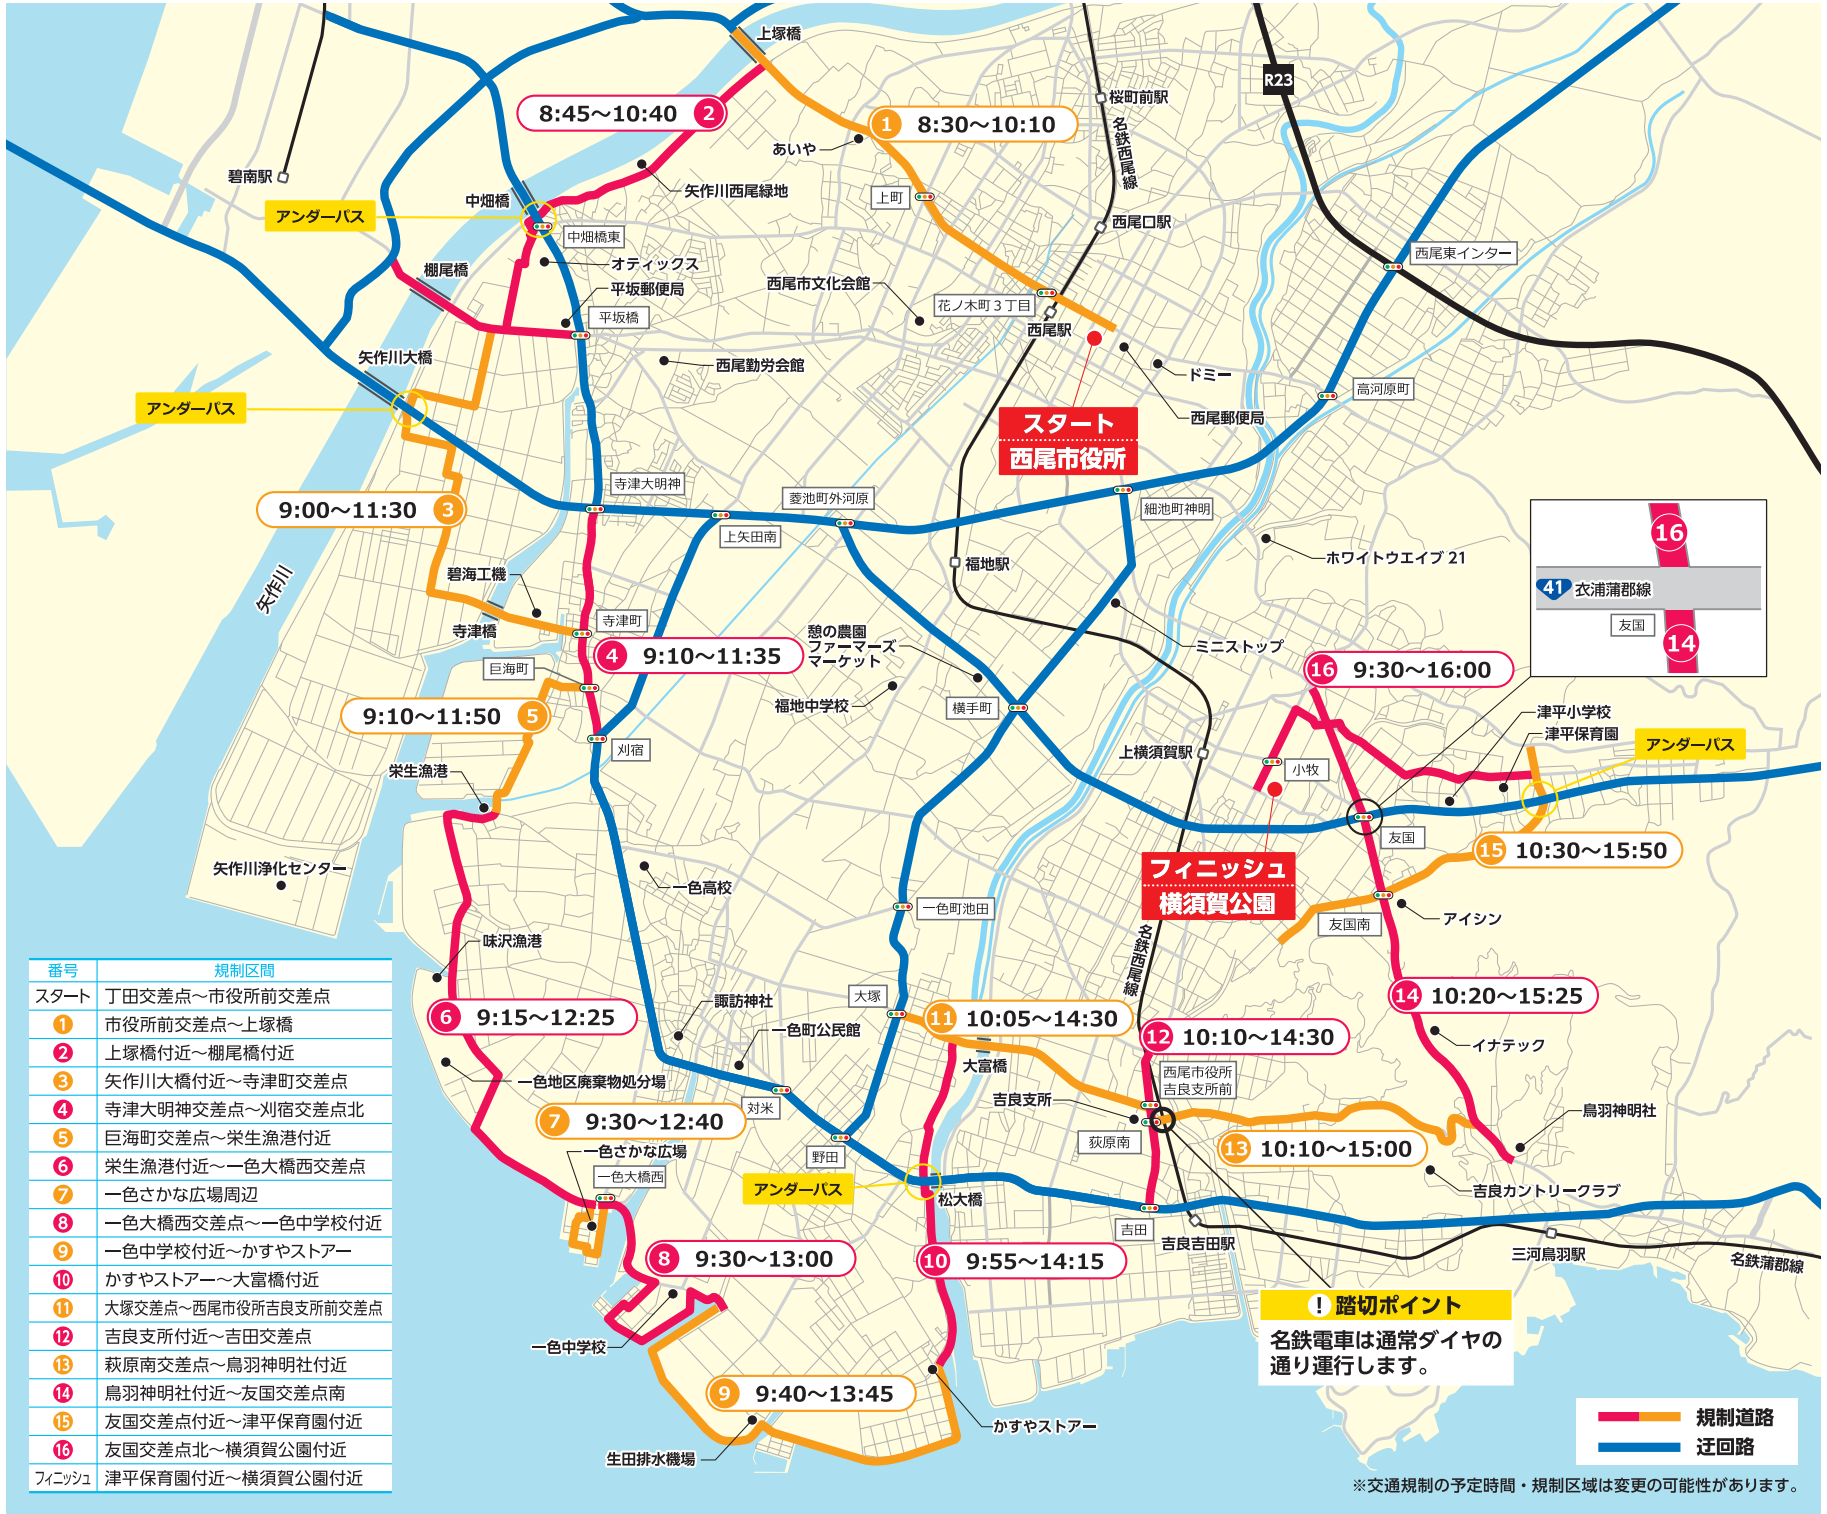 上塚橋
R23
桜町前駅
8:45～10:40 2
1 8:30～10:10
あいや
名鉄西尾線
碧南駅
中畑橋
矢作川西尾緑地
上町
アンダーパス
西尾口駅
中畑橋東
西尾東インター
棚尾橋
オティックス
平坂郵便局
西尾市文化会館
花ノ木町3丁目
平坂橋
西尾駅
矢作川大橋
西尾勤労会館
ドミー
高河原町
アンダーパス
西尾郵便局
スタート
西尾市役所
寺津大明神
菱池町外河原
9:00～11:30 3
上矢田南
細池町神明
16
41 衣浦蒲郡線
友国
14
ホワイトウエイブ21
福地駅
碧海工機
矢作川
寺津橋
寺津町
憩の農園
ファーマーズ
マーケット
ミニストップ
4 9:10～11:35
巨海町
16 9:30～16:00
福地中学校
横手町
9:10～11:50 5
津平小学校
津平保育園
アンダーパス
刈宿
上横須賀駅
栄生漁港
小牧
友国
15 10:30～15:50
矢作川浄化センター
一色高校
フィニッシュ
横須賀公園
一色町池田
アイシン
友国南
味沢漁港
名鉄西尾線
14 10:20～15:25
諏訪神社
大塚
6 9:15～12:25
11 10:05～14:30
一色町公民館
12 10:10～14:30
イナテック
大富橋
西尾市役所
吉良支所前
一色地区廃棄物処分場
吉良支所
対米
鳥羽神明社
7 9:30～12:40
荻原南
13 10:10～15:00
一色さかな広場
野田
一色大橋西
アンダーパス
吉良カントリークラブ
松大橋
吉田
吉良吉田駅
三河鳥羽駅
名鉄蒲郡線
8 9:30～13:00
10 9:55～14:15
! 踏切ポイント
名鉄電車は通常ダイヤの
通り運行します。
一色中学校
9 9:40～13:45
かすやストアー
生田排水機場
番号 規制区間
スタート 丁田交差点～市役所前交差点
1 市役所前交差点～上塚橋
2 上塚橋付近～棚尾橋付近
3 矢作川大橋付近～寺津町交差点
4 寺津大明神交差点～刈宿交差点北
5 巨海町交差点～栄生漁港付近
6 栄生漁港付近～一色大橋西交差点
7 一色さかな広場周辺
8 一色大橋西交差点～一色中学校付近
9 一色中学校付近～かすやストアー
10 かすやストアー～大富橋付近
11 大塚交差点～西尾市役所吉良支所前交差点
12 吉良支所付近～吉田交差点
13 萩原南交差点～鳥羽神明社付近
14 鳥羽神明社付近～友国交差点南
15 友国交差点付近～津平保育園付近
16 友国交差点北～横須賀公園付近
フィニッシュ 津平保育園付近～横須賀公園付近
規制道路
迂回路
※交通規制の予定時間・規制区域は変更の可能性があります。